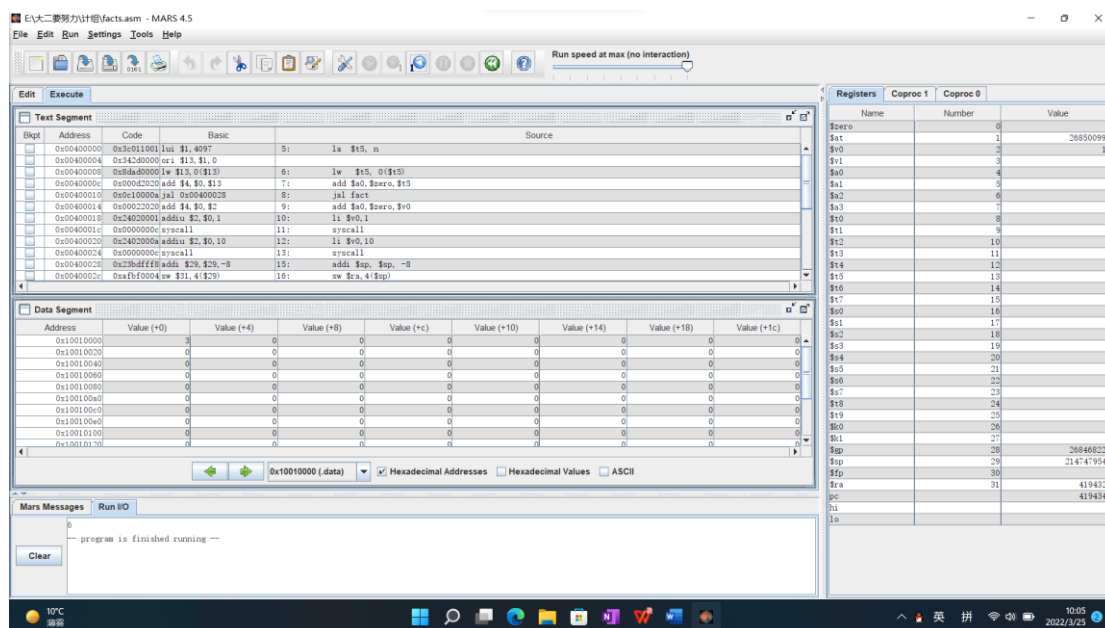 E:\大二要努力\计组\facts.asm - MARS 4.5
File Edit Run Settings Tools Help
Run speed at max (no interaction)
Edit Execute
Text Segment
Bkpt Address Code Basic Source
0x00400000 0x3c011001 lui $1, 4097 5: la $t5, n
0x00400004 0x342d0000 ori $13, $1, 0
0x00400008 0x8dad0000 lw $13, 0($13) 6: lw $t5, 0($t5)
0x0040000c 0x000d2020 add $4, $0, $13 7: add $a0, $zero, $t5
0x00400010 0x0c10000a jal 0x00400028 8: jal fact
0x00400014 0x00022020 add $4, $0, $2 9: add $a0, $zero, $v0
0x00400018 0x24020001 addiu $2, $0, 1 10: li $v0, 1
0x0040001c 0x0000000c syscall 11: syscall
0x00400020 0x2402000a addiu $2, $0, 10 12: li $v0, 10
0x00400024 0x0000000c syscall 13: syscall
0x00400028 0x23bdfff8 addi $29, $29, -8 15: addi $sp, $sp, -8
0x0040002c 0xafbf0004 sw $31, 4($29) 16: sw $ra, 4($sp)
Data Segment
Address Value (+0) Value (+4) Value (+8) Value (+c) Value (+10) Value (+14) Value (+18) Value (+1c)
0x10010000 3 0 0 0 0 0 0 0
0x10010020 0 0 0 0 0 0 0 0
0x10010040 0 0 0 0 0 0 0 0
0x10010060 0 0 0 0 0 0 0 0
0x10010080 0 0 0 0 0 0 0 0
0x100100a0 0 0 0 0 0 0 0 0
0x100100c0 0 0 0 0 0 0 0 0
0x100100e0 0 0 0 0 0 0 0 0
0x10010100 0 0 0 0 0 0 0 0
0x10010120 0 0 0 0 0 0 0 0
0x10010000 (.data) Hexadecimal Addresses Hexadecimal Values ASCII
Mars Messages Run I/O
6
-- program is finished running --
Clear
Registers Coproc 1 Coproc 0
Name Number Value
$zero 0
$at 1 26850099
$v0 2 1
$v1 3
$a0 4
$a1 5
$a2 6
$a3 7
$t0 8
$t1 9
$t2 10
$t3 11
$t4 12
$t5 13
$t6 14
$t7 15
$s0 16
$s1 17
$s2 18
$s3 19
$s4 20
$s5 21
$s6 22
$s7 23
$t8 24
$t9 25
$k0 26
$k1 27
$gp 28 26846822
$sp 29 214747954
$fp 30
$ra 31 419432
pc 419434
hi
lo
10°C
英 拼
10:05
2022/3/25